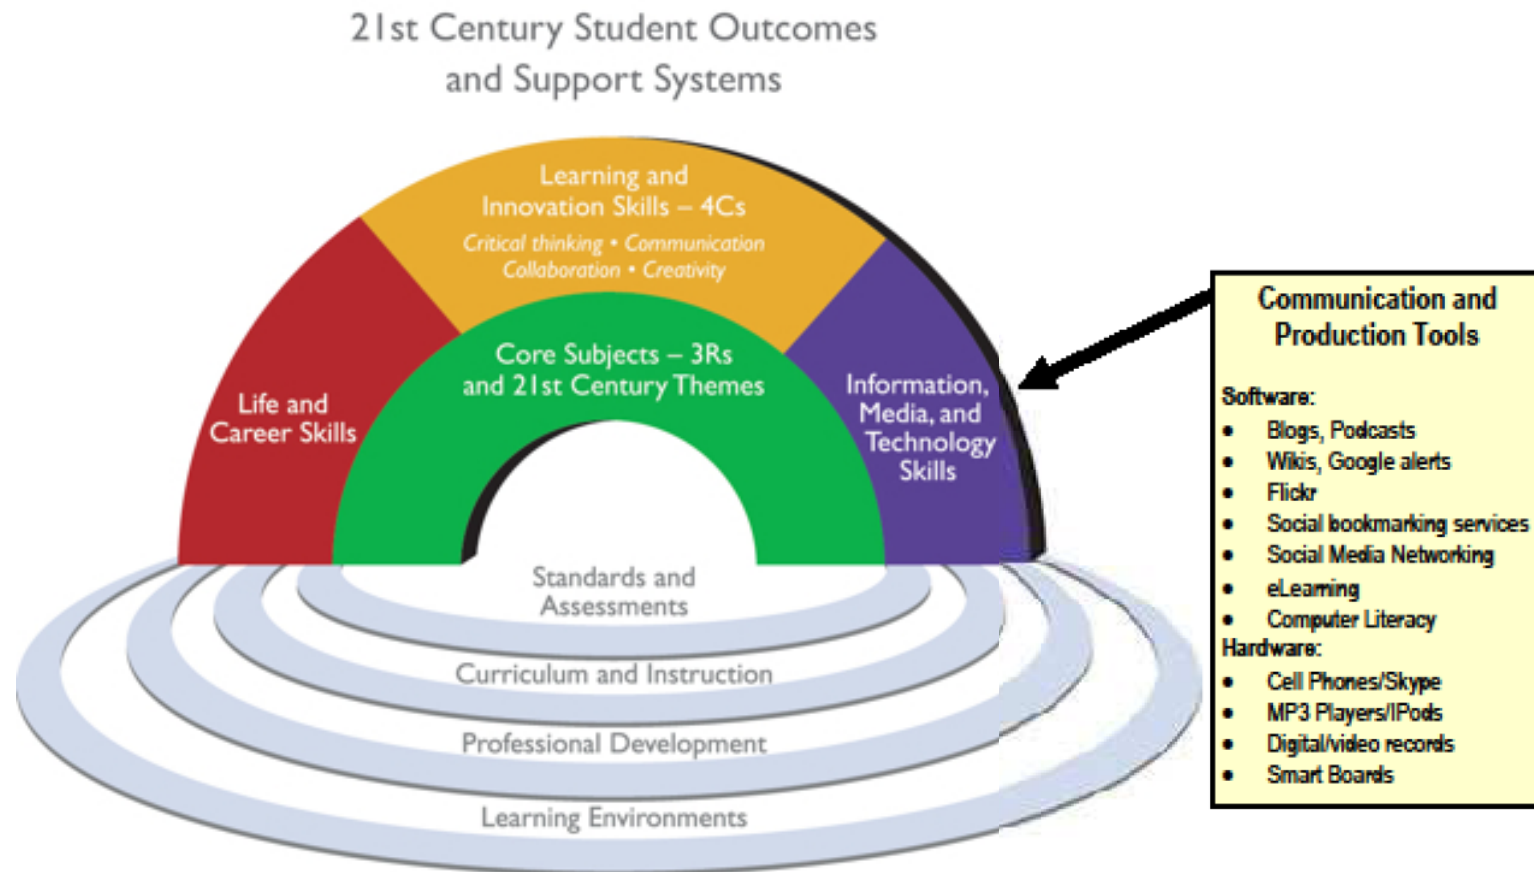 21st Century Student Outcomes
and Support Systems
Learning and
Innovation Skills – 4Cs
Critical thinking • Communication
Collaboration • Creativity
Core Subjects – 3Rs
and 21st Century Themes
Life and
Career Skills
Information,
Media, and
Technology
Skills
Standards and
Assessments
Curriculum and Instruction
Professional Development
Learning Environments
Communication and
Production Tools
Software:
• Blogs, Podcasts
• Wikis, Google alerts
• Flickr
• Social bookmarking services
• Social Media Networking
• eLearning
• Computer Literacy
Hardware:
• Cell Phones/Skype
• MP3 Players/IPods
• Digital/video records
• Smart Boards